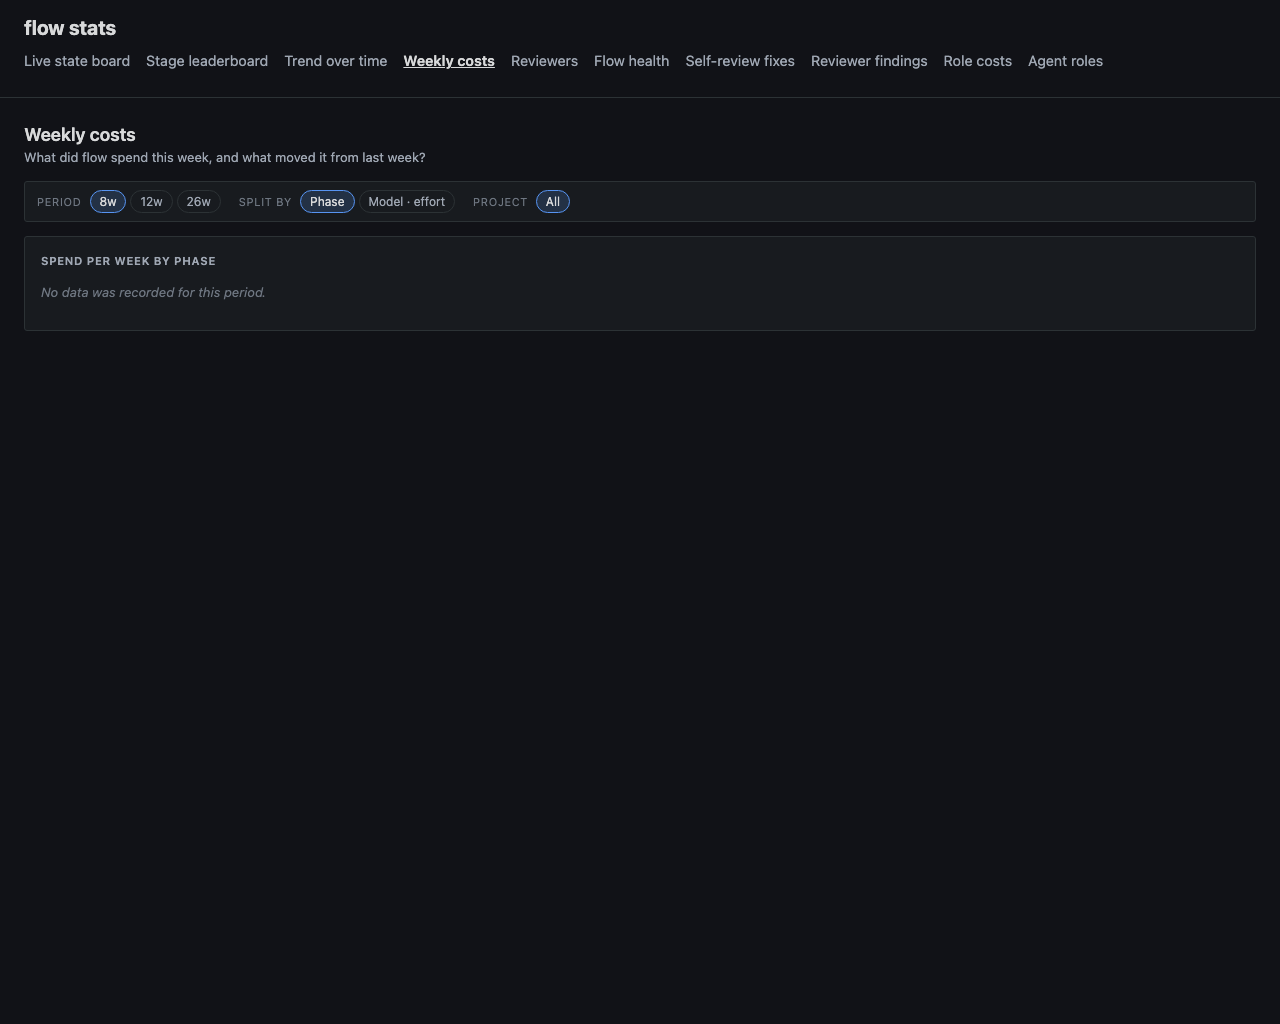 flow stats
Live state board Stage leaderboard Trend over time Weekly costs Reviewers Flow health Self-review fixes Reviewer findings Role costs Agent roles
Weekly costs
What did flow spend this week, and what moved it from last week?
PERIOD 8w 12w 26w SPLIT BY Phase Model · effort PROJECT All
SPEND PER WEEK BY PHASE
No data was recorded for this period.